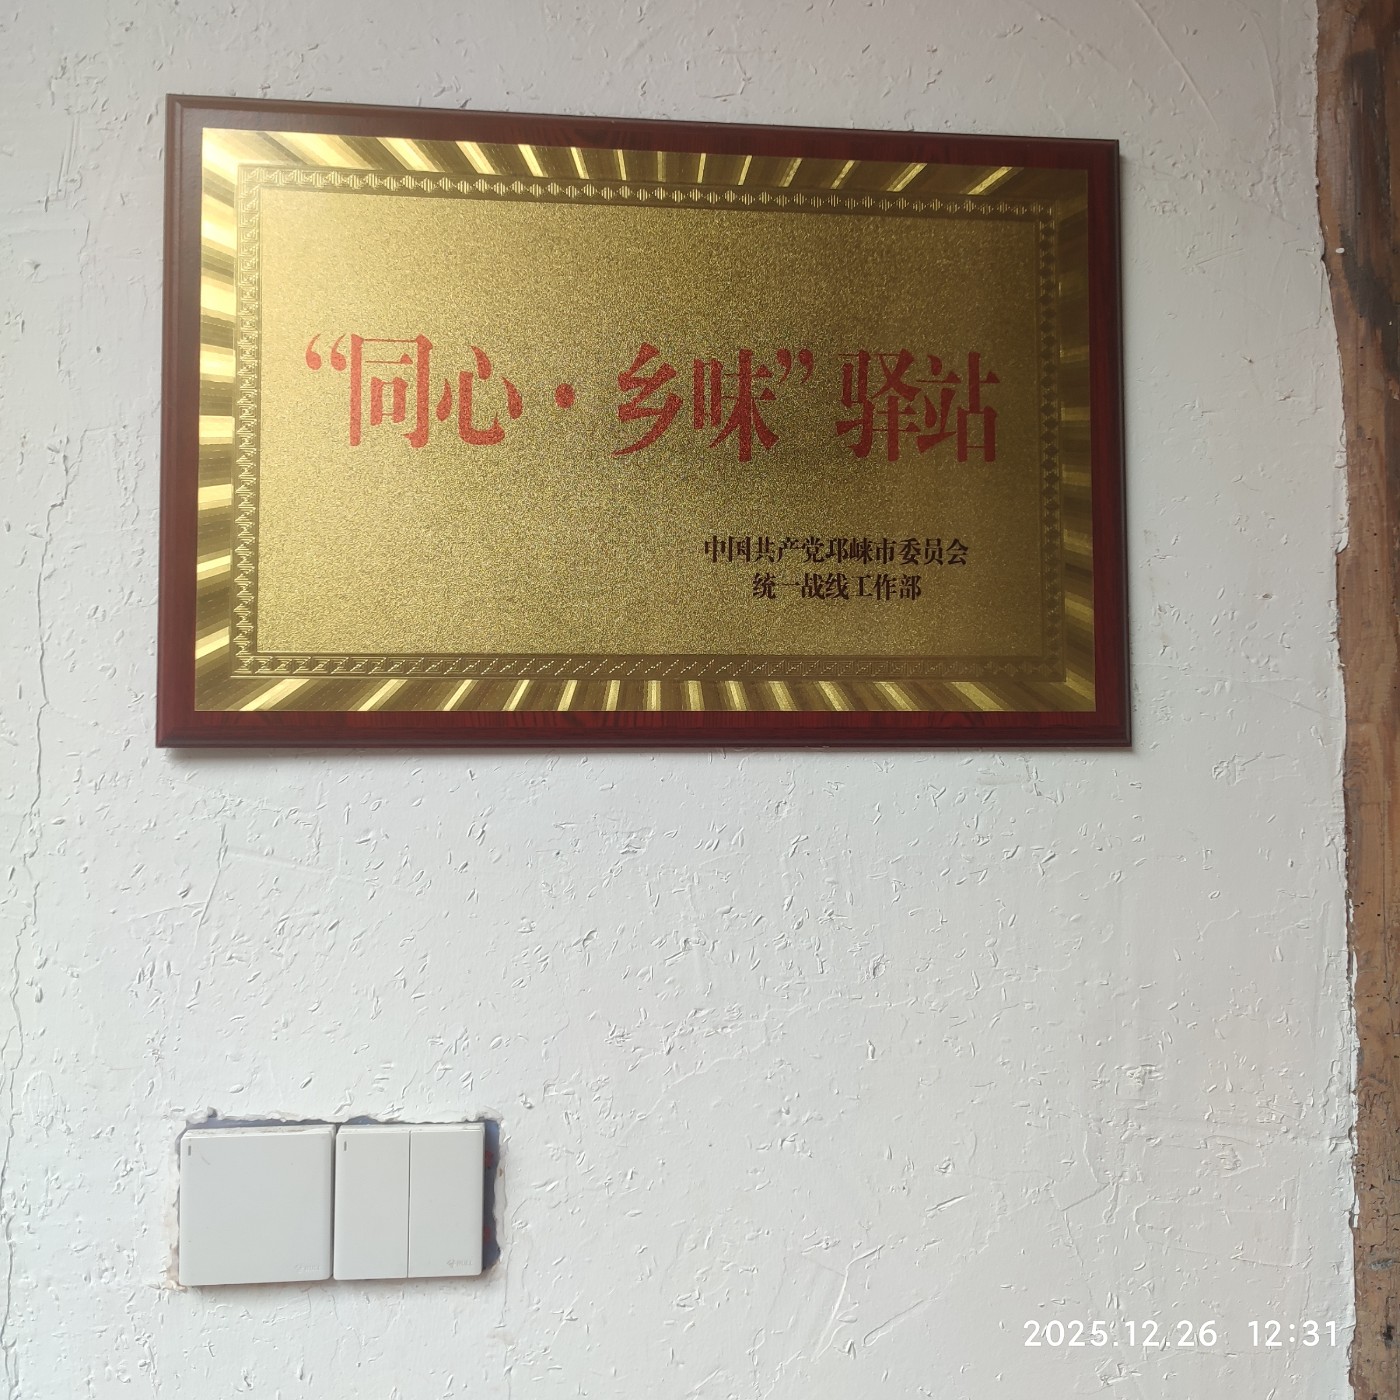 “同心·乡味”驿站
中国共产党邛崃市委员会
统一战线工作部
2025.12.26 12:31